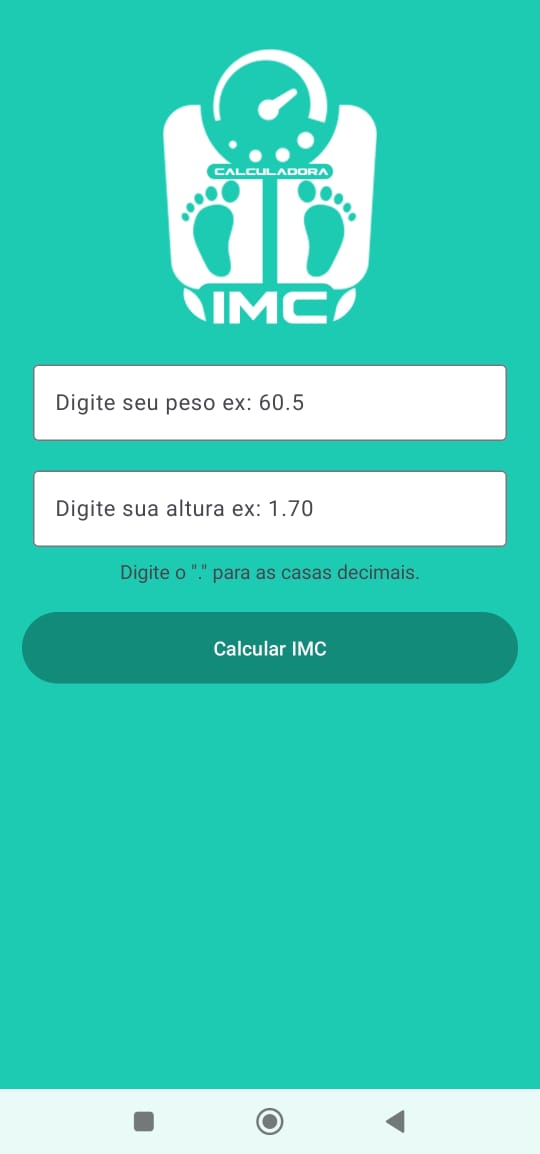 CALCULADORA
IMC
Digite seu peso ex: 60.5
Digite sua altura ex: 1.70
Digite o "." para as casas decimais.
Calcular IMC